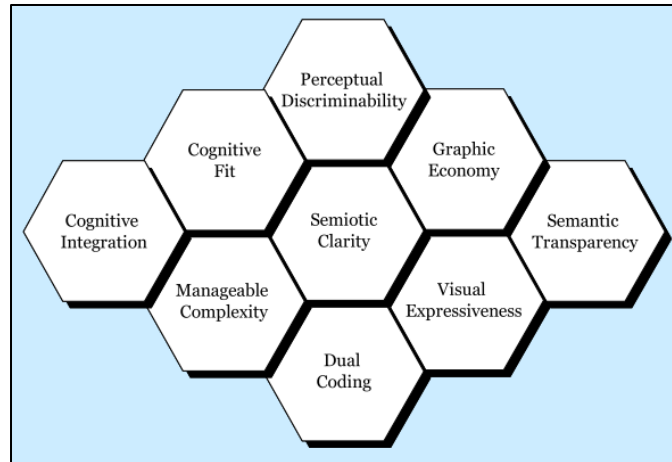 Perceptual
Discriminability
Cognitive
Fit
Graphic
Economy
Cognitive
Integration
Semiotic
Clarity
Semantic
Transparency
Manageable
Complexity
Visual
Expressiveness
Dual
Coding